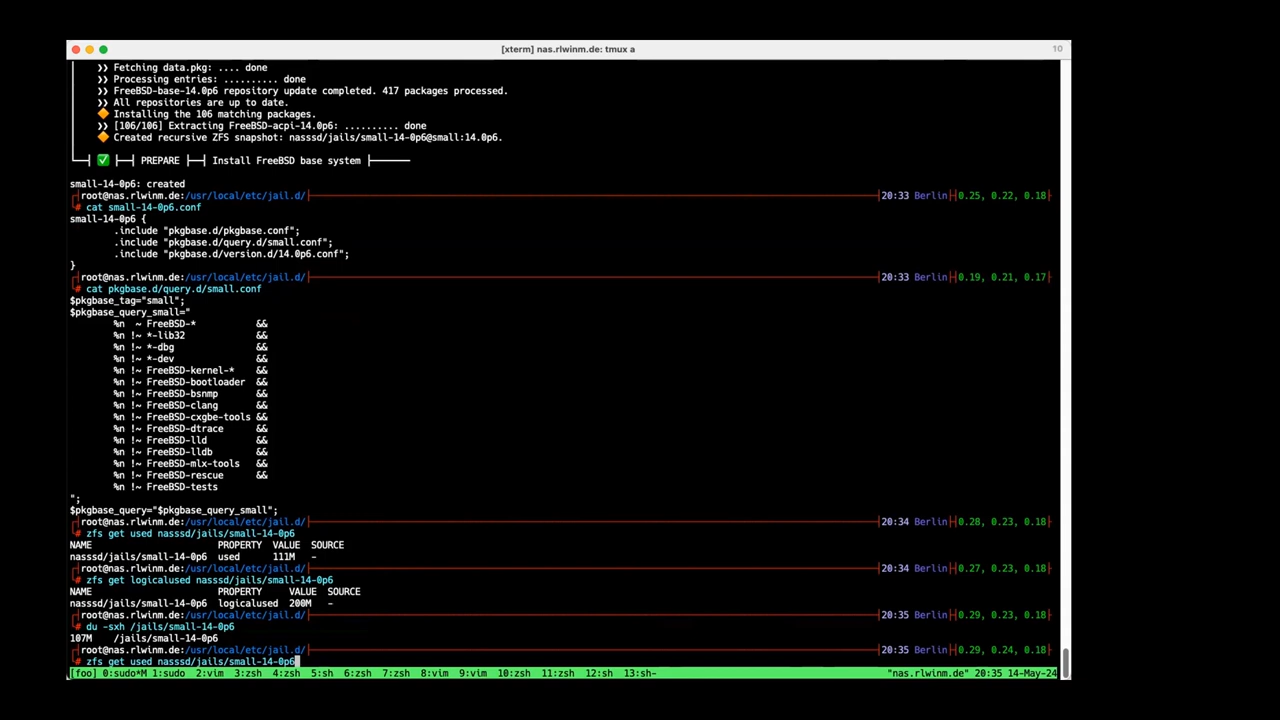 [xterm] nas.rlwinm.de: tmux a
10
❯❯ Fetching data.pkg: .... done
❯❯ Processing entries: .......... done
❯❯ FreeBSD-base-14.0p6 repository update completed. 417 packages processed.
❯❯ All repositories are up to date.
🔶 Installing the 106 matching packages.
❯❯ [106/106] Extracting FreeBSD-acpi-14.0p6: .......... done
🔶 Created recursive ZFS snapshot: nasssd/jails/small-14-0p6@small:14.0p6.
└─┤ ✅ ├─┤ PREPARE ├─┤ Install FreeBSD base system ├────
small-14-0p6: created
root@nas.rlwinm.de:/usr/local/etc/jail.d/ 20:33 Berlin 0.25, 0.22, 0.18
# cat small-14-0p6.conf
small-14-0p6 {
.include "pkgbase.d/pkgbase.conf";
.include "pkgbase.d/query.d/small.conf";
.include "pkgbase.d/version.d/14.0p6.conf";
}
root@nas.rlwinm.de:/usr/local/etc/jail.d/ 20:33 Berlin 0.19, 0.21, 0.17
# cat pkgbase.d/query.d/small.conf
$pkgbase_tag="small";
$pkgbase_query_small="
%n  ~ FreeBSD-* &&
%n !~ *-lib32 &&
%n !~ *-dbg &&
%n !~ *-dev &&
%n !~ FreeBSD-kernel-* &&
%n !~ FreeBSD-bootloader &&
%n !~ FreeBSD-bsnmp &&
%n !~ FreeBSD-clang &&
%n !~ FreeBSD-cxgbe-tools &&
%n !~ FreeBSD-dtrace &&
%n !~ FreeBSD-lld &&
%n !~ FreeBSD-lldb &&
%n !~ FreeBSD-mlx-tools &&
%n !~ FreeBSD-rescue &&
%n !~ FreeBSD-tests
";
$pkgbase_query="$pkgbase_query_small";
root@nas.rlwinm.de:/usr/local/etc/jail.d/ 20:34 Berlin 0.28, 0.23, 0.18
# zfs get used nasssd/jails/small-14-0p6
NAME PROPERTY VALUE SOURCE
nasssd/jails/small-14-0p6 used 111M -
root@nas.rlwinm.de:/usr/local/etc/jail.d/ 20:34 Berlin 0.27, 0.23, 0.18
# zfs get logicalused nasssd/jails/small-14-0p6
NAME PROPERTY VALUE SOURCE
nasssd/jails/small-14-0p6 logicalused 200M -
root@nas.rlwinm.de:/usr/local/etc/jail.d/ 20:35 Berlin 0.29, 0.23, 0.18
# du -sxh /jails/small-14-0p6
107M /jails/small-14-0p6
root@nas.rlwinm.de:/usr/local/etc/jail.d/ 20:35 Berlin 0.29, 0.24, 0.18
# zfs get used nasssd/jails/small-14-0p6
[foo] 0:sudo*M 1:sudo 2:vim 3:zsh 4:zsh 5:sh 6:zsh 7:zsh 8:vim 9:vim 10:zsh 11:zsh 12:sh 13:sh- "nas.rlwinm.de" 20:35 14-May-24